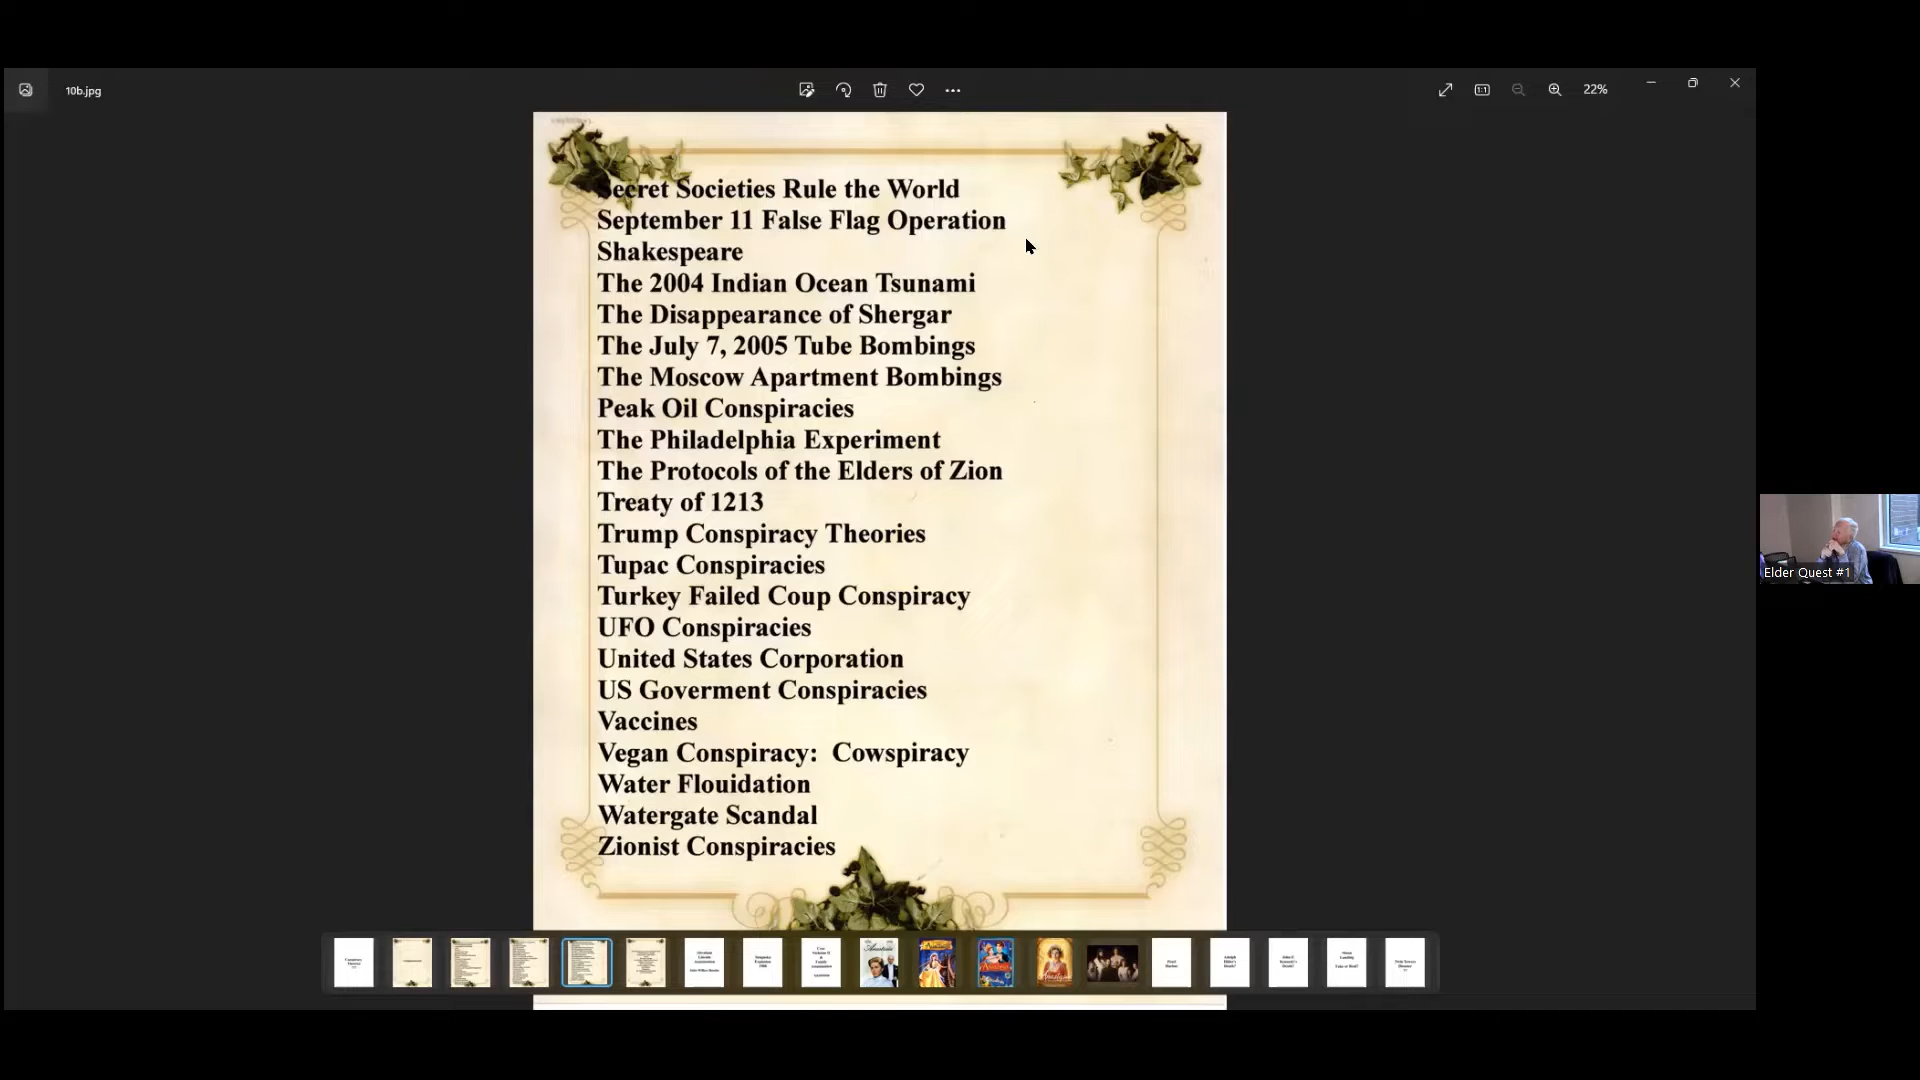 10b.jpg
22%
Secret Societies Rule the World
September 11 False Flag Operation
Shakespeare
The 2004 Indian Ocean Tsunami
The Disappearance of Shergar
The July 7, 2005 Tube Bombings
The Moscow Apartment Bombings
Peak Oil Conspiracies
The Philadelphia Experiment
The Protocols of the Elders of Zion
Treaty of 1213
Trump Conspiracy Theories
Tupac Conspiracies
Turkey Failed Coup Conspiracy
UFO Conspiracies
United States Corporation
US Goverment Conspiracies
Vaccines
Vegan Conspiracy:  Cowspiracy
Water Flouidation
Watergate Scandal
Zionist Conspiracies
Elder Quest #1